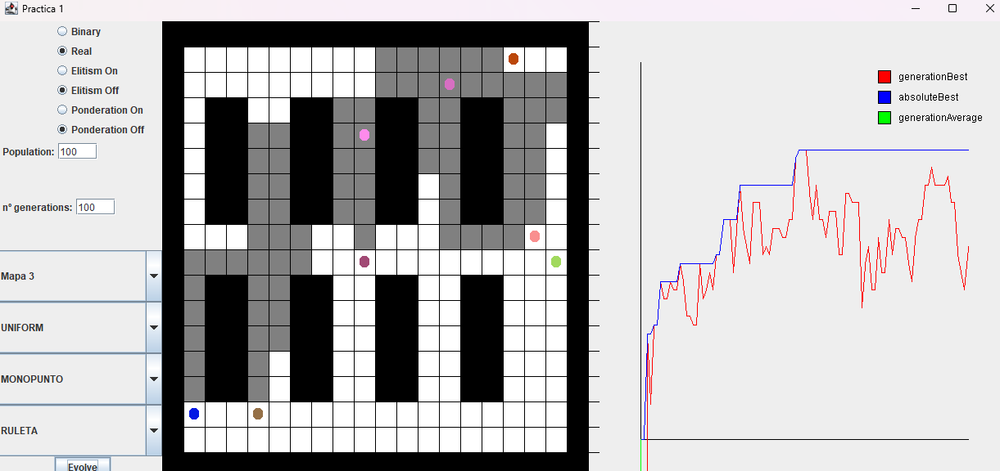 Practica 1
Binary
Real
Elitism On
Elitism Off
Ponderation On
Ponderation Off
Population: 100
nº generations: 100
Mapa 3
UNIFORM
MONOPUNTO
RULETA
Evolve
generationBest
absoluteBest
generationAverage